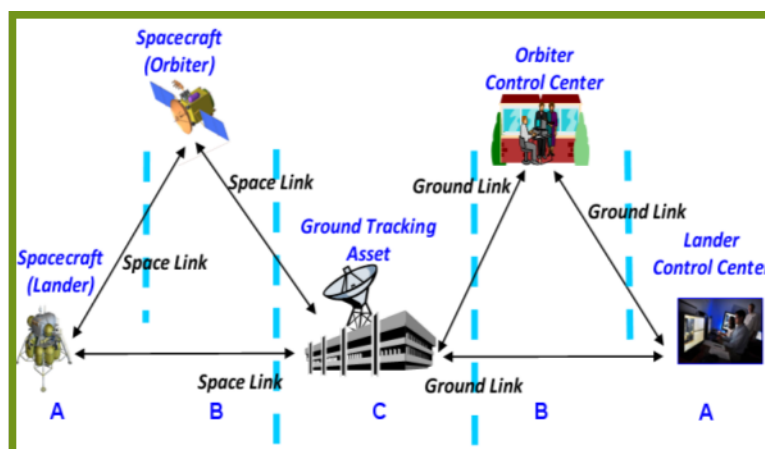 Spacecraft
(Orbiter)
Orbiter
Control Center
Space Link
Ground Link
Ground Link
Ground Tracking
Asset
Lander
Control Center
Spacecraft
(Lander)
Space Link
Space Link
Ground Link
A
B
C
B
A